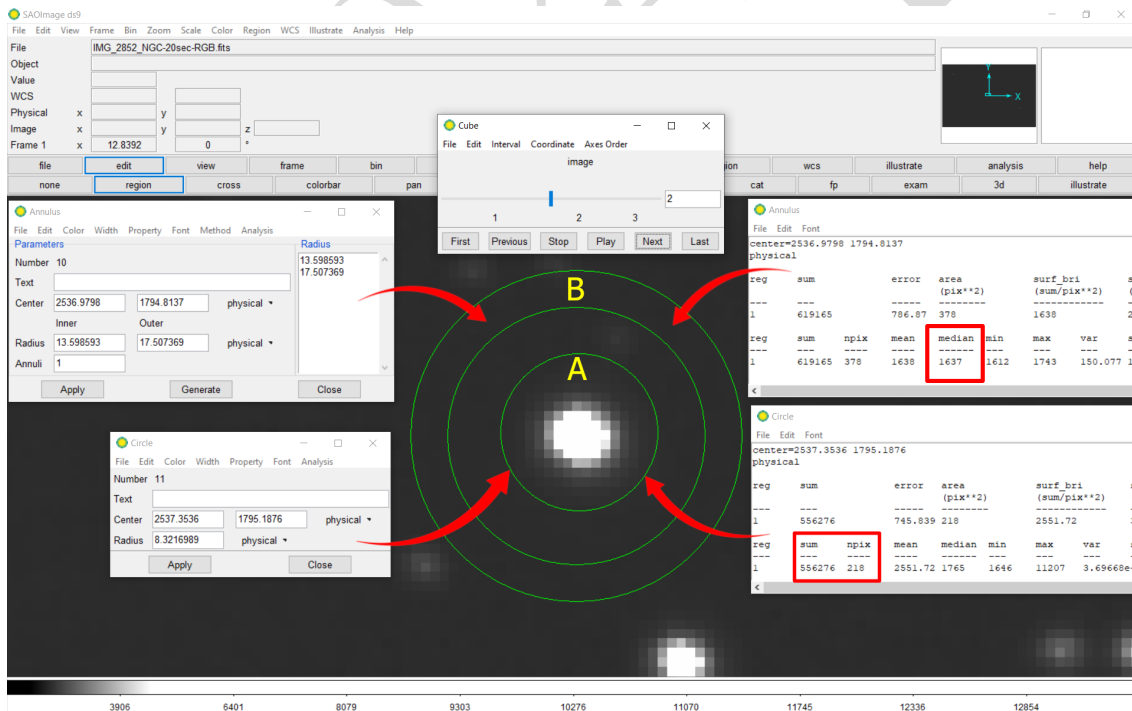 SAOImage ds9
File Edit View Frame Bin Zoom Scale Color Region WCS Illustrate Analysis Help
File IMG_2852_NGC-20sec-RGB.fits
Object
Value
WCS
Physical x y
Image x y z
Frame 1 x 12.8392 0 °
file edit view frame bin wcs illustrate analysis help
none region cross colorbar pan cat fp exam 3d illustrate
Cube
File Edit Interval Coordinate Axes Order
image
2
1 2 3
First Previous Stop Play Next Last
Y
X
Annulus
File Edit Color Width Property Font Method Analysis
Parameters Radius
Number 10 13.598593
17.507369
Text
Center 2536.9798 1794.8137 physical
Inner Outer
Radius 13.598593 17.507369 physical
Annuli 1
Apply Generate Close
B
A
Circle
File Edit Color Width Property Font Analysis
Number 11
Text
Center 2537.3536 1795.1876 physical
Radius 8.3216989 physical
Apply Close
Annulus
File Edit Font
center=2536.9798 1794.8137
physical
reg sum error area surf_bri
(pix**2) (sum/pix**2)
--- --- ----- -------- ------------
1 619165 786.87 378 1638
reg sum npix mean median min max var
--- --- ---- ---- ------ --- --- ---
1 619165 378 1638 1637 1612 1743 150.077
Circle
File Edit Font
center=2537.3536 1795.1876
physical
reg sum error area surf_bri
(pix**2) (sum/pix**2)
--- --- ----- -------- ------------
1 556276 745.839 218 2551.72
reg sum npix mean median min max var
--- --- ---- ---- ------ --- --- ---
1 556276 218 2551.72 1765 1646 11207
3906 6401 8079 9303 10276 11070 11745 12336 12854